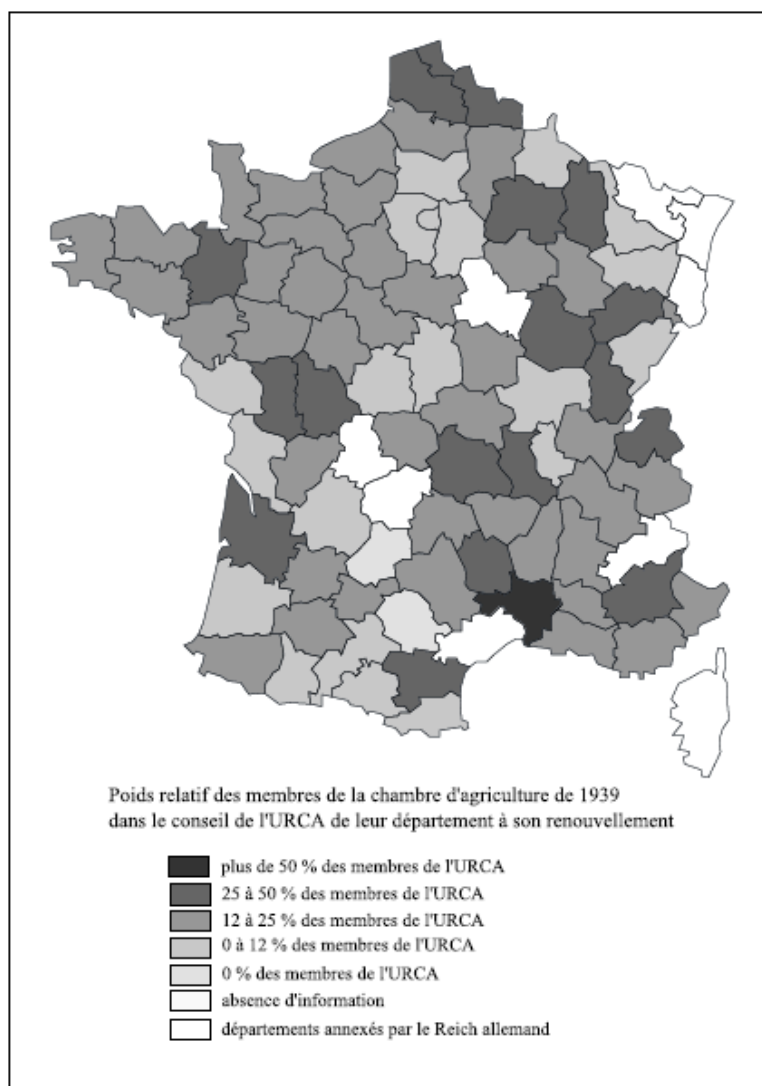 Poids relatif des membres de la chambre d'agriculture de 1939
dans le conseil de l'URCA de leur département à son renouvellement
plus de 50 % des membres de l'URCA
25 à 50 % des membres de l'URCA
12 à 25 % des membres de l'URCA
0 à 12 % des membres de l'URCA
0 % des membres de l'URCA
absence d'information
départements annexés par le Reich allemand